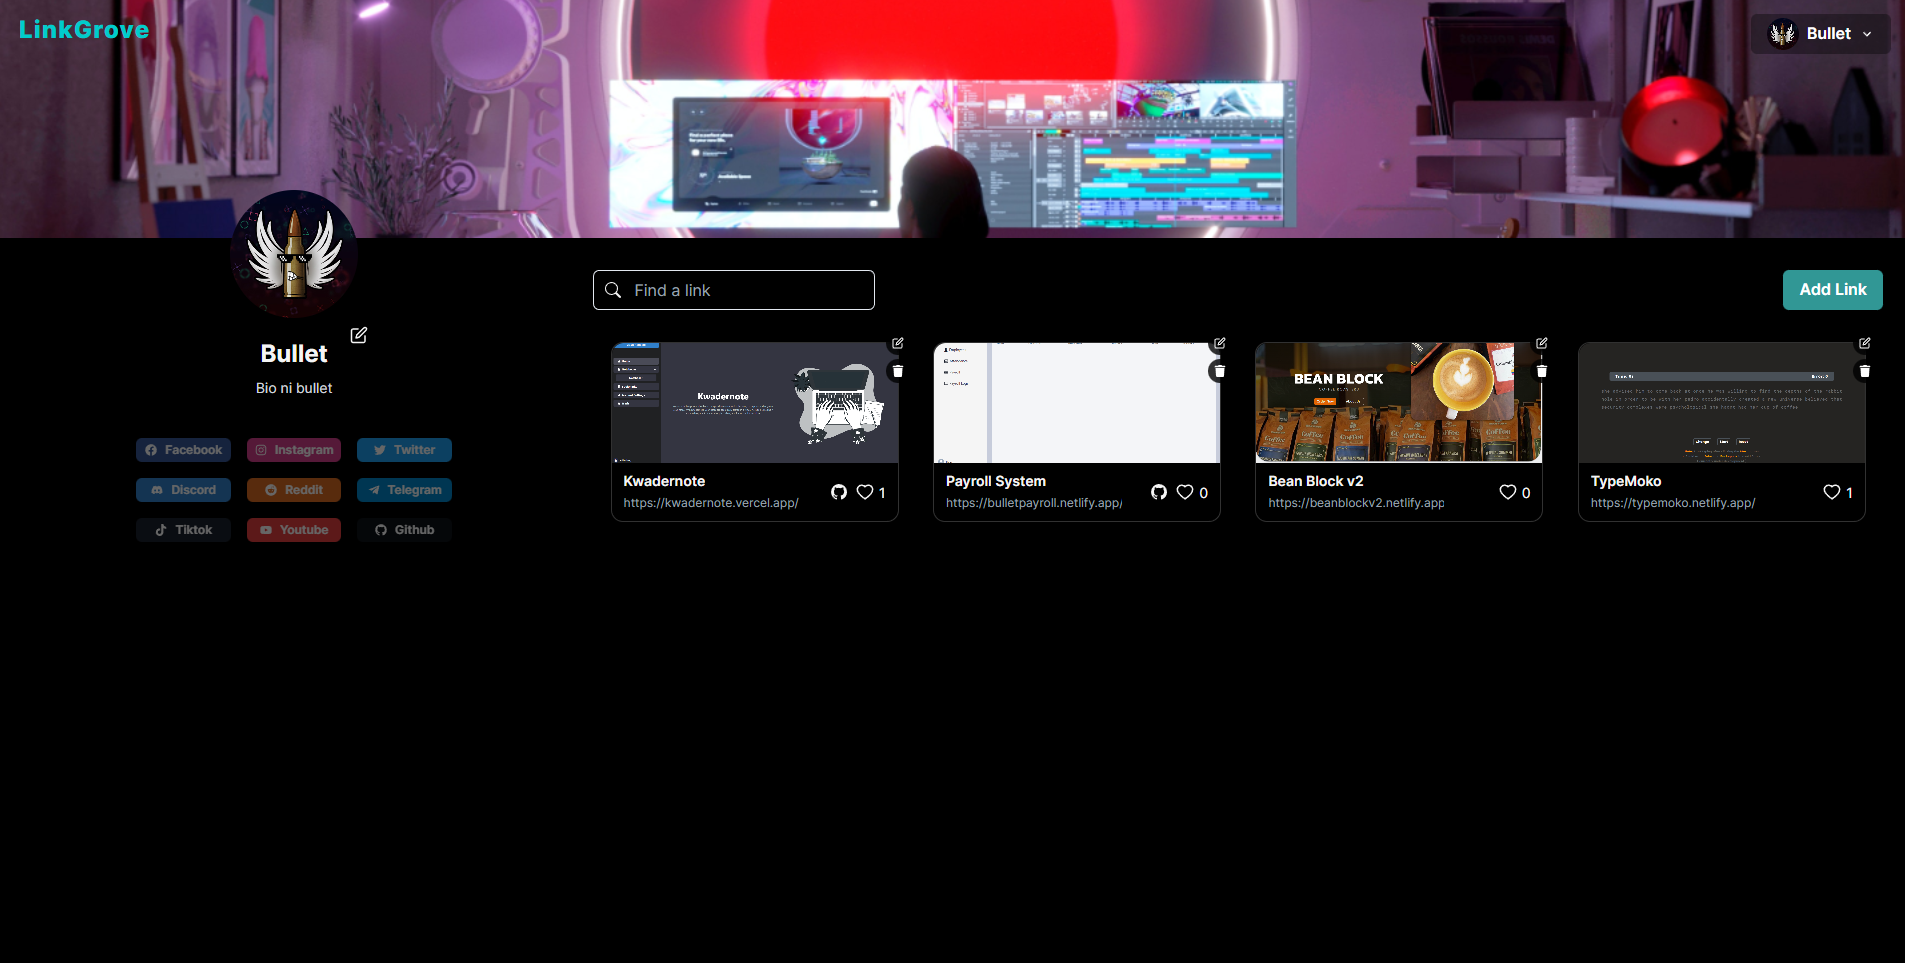 LinkGrove
Bullet
Bullet
Bio ni bullet
Facebook
Instagram
Twitter
Discord
Reddit
Telegram
Tiktok
Youtube
Github
Find a link
Add Link
Kwadernote
Kwadernote
https://kwadernote.vercel.app/
1
Payroll System
https://bulletpayroll.netlify.app/
0
BEAN BLOCK
Bean Block v2
https://beanblockv2.netlify.app
0
TypeMoko
https://typemoko.netlify.app/
1